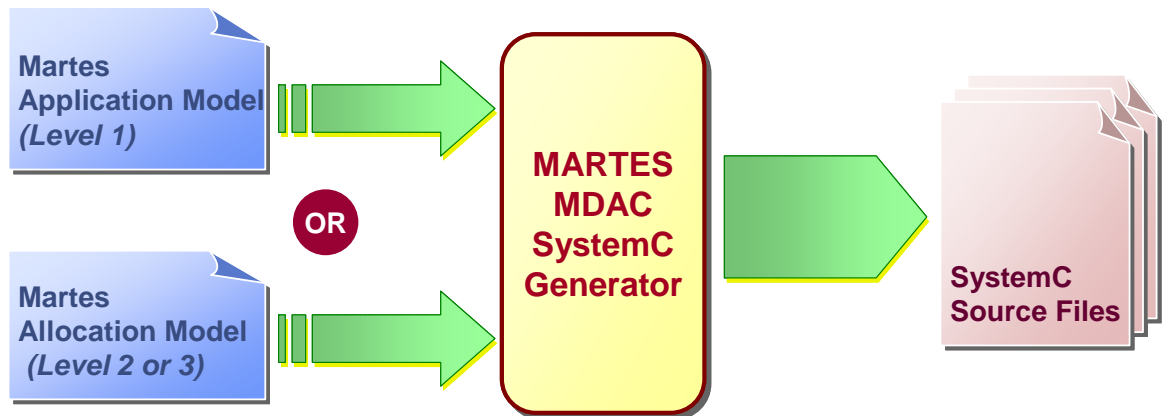 Martes
Application Model
(Level 1)
OR
Martes
Allocation Model
(Level 2 or 3)
MARTES
MDAC
SystemC
Generator
SystemC
Source Files